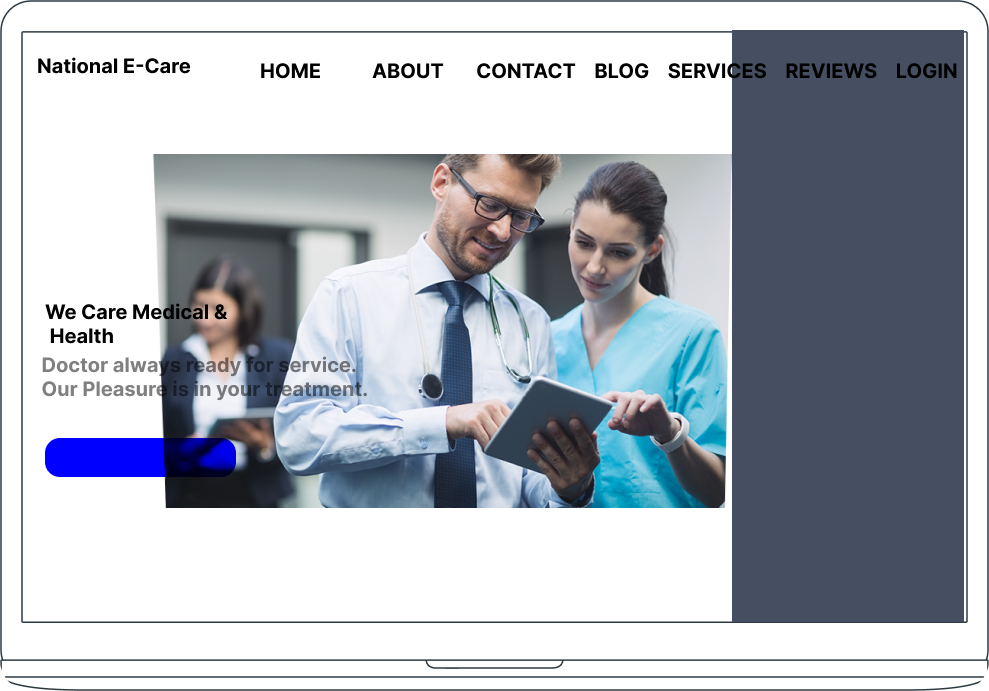 National E-Care
HOME ABOUT CONTACT BLOG SERVICES REVIEWS LOGIN
We Care Medical &
Health
Doctor always ready for service.
Our Pleasure is in your treatment.